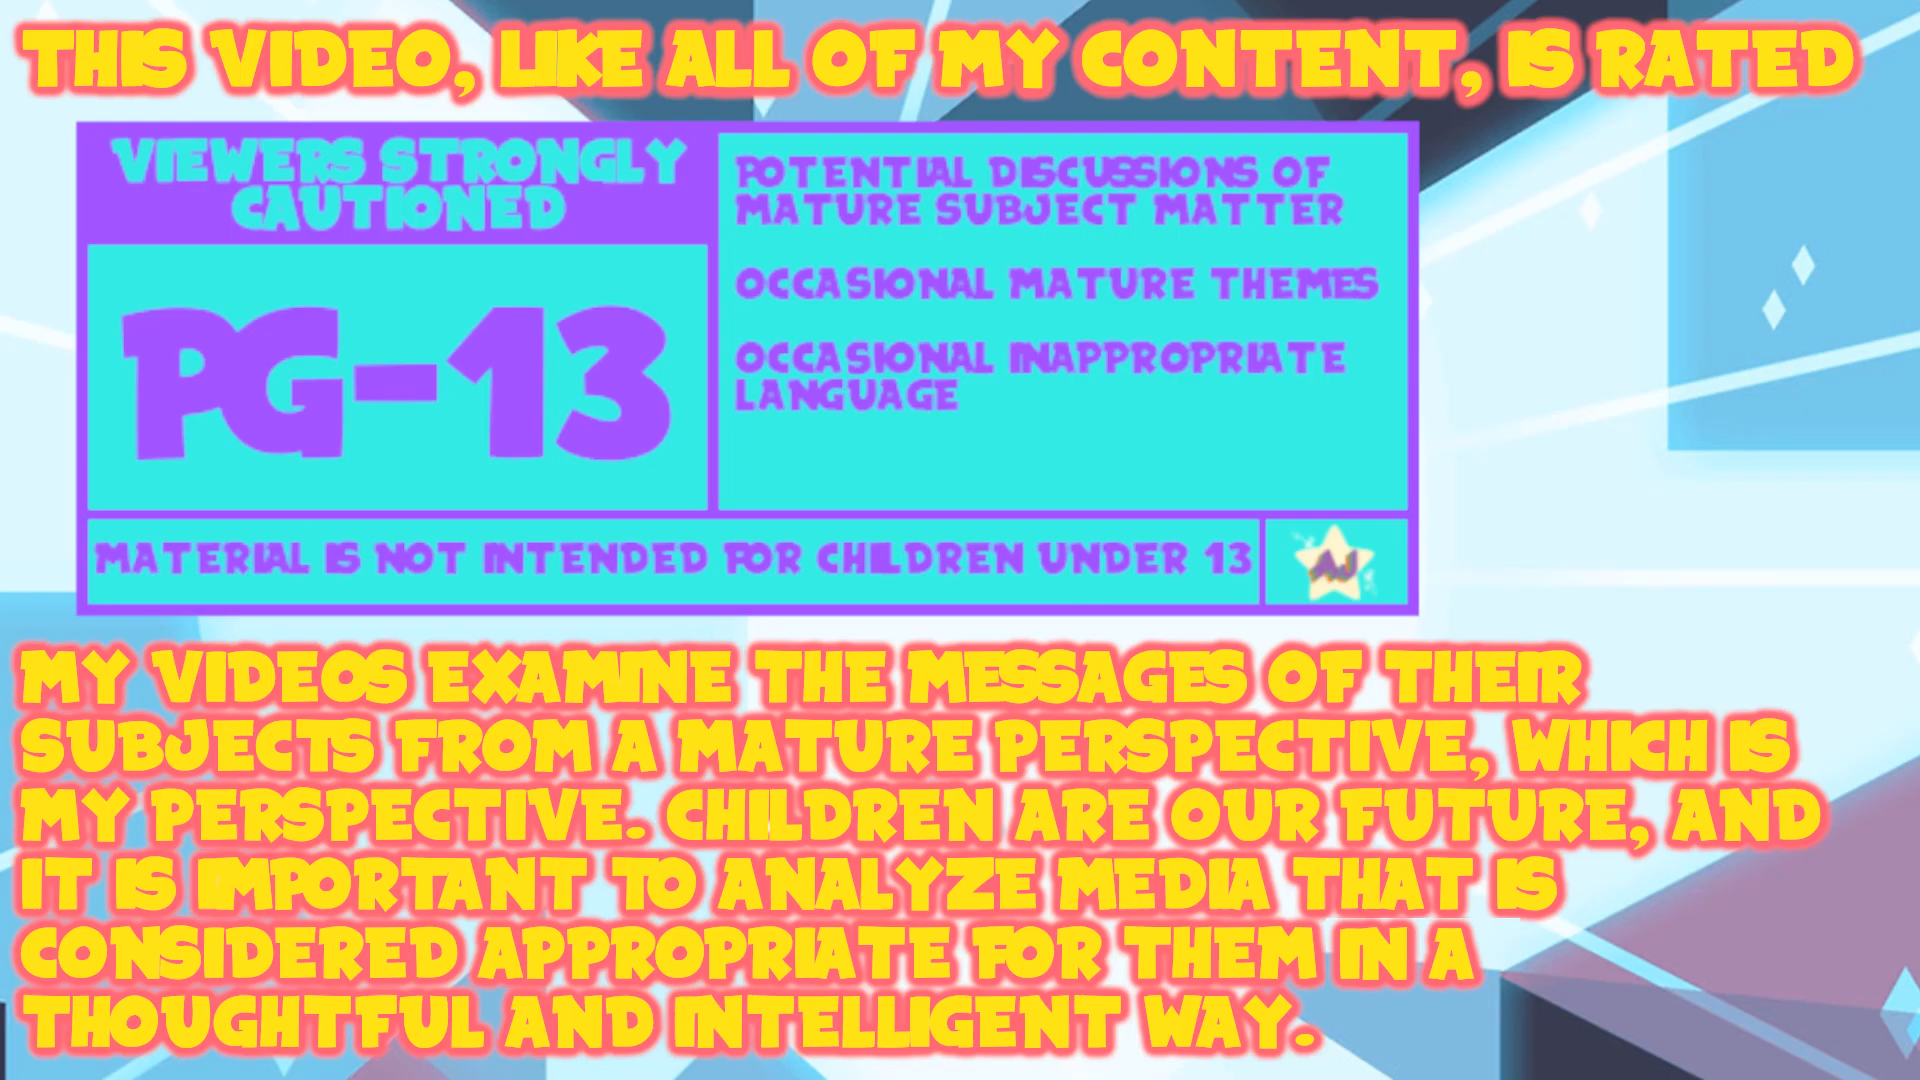 THIS VIDEO, LIKE ALL OF MY CONTENT, IS RATED
VIEWERS STRONGLY
CAUTIONED
PG-13
POTENTIAL DISCUSSIONS OF
MATURE SUBJECT MATTER
OCCASIONAL MATURE THEMES
OCCASIONAL INAPPROPRIATE
LANGUAGE
MATERIAL IS NOT INTENDED FOR CHILDREN UNDER 13
AJ
MY VIDEOS EXAMINE THE MESSAGES OF THEIR
SUBJECTS FROM A MATURE PERSPECTIVE, WHICH IS
MY PERSPECTIVE. CHILDREN ARE OUR FUTURE, AND
IT IS IMPORTANT TO ANALYZE MEDIA THAT IS
CONSIDERED APPROPRIATE FOR THEM IN A
THOUGHTFUL AND INTELLIGENT WAY.